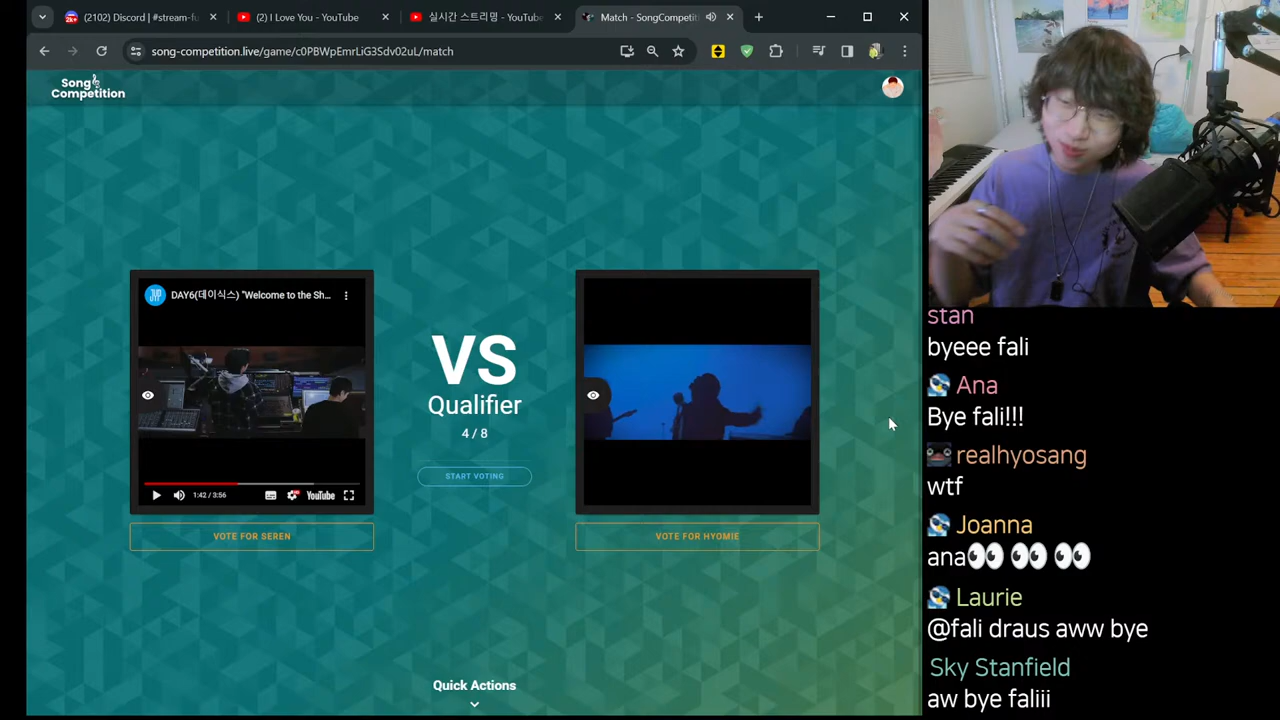 (2102) Discord | #stream-fu
(2) I Love You - YouTube
실시간 스트리밍 - YouTube
Match - SongCompetit
song-competition.live/game/c0PBWpEmrLiG3Sdv02uL/match
Song
Competition
DAY6(데이식스) "Welcome to the Sh...
1:42 / 3:56
YouTube
VOTE FOR SEREN
VS
Qualifier
4 / 8
START VOTING
VOTE FOR HYOMIE
Quick Actions
stan
byeee fali
Ana
Bye fali!!!
realhyosang
wtf
Joanna
ana👀 👀 👀
Laurie
@fali draus aww bye
Sky Stanfield
aw bye faliii